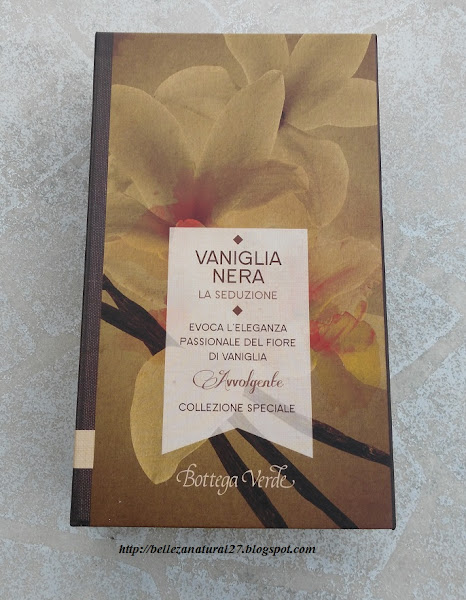 VANIGLIA
NERA
LA SEDUZIONE
EVOCA L'ELEGANZA
PASSIONALE DEL FIORE
DI VANIGLIA
Avvolgente
COLLEZIONE SPECIALE
Bottega Verde
http://bellezanatural27.blogspot.com